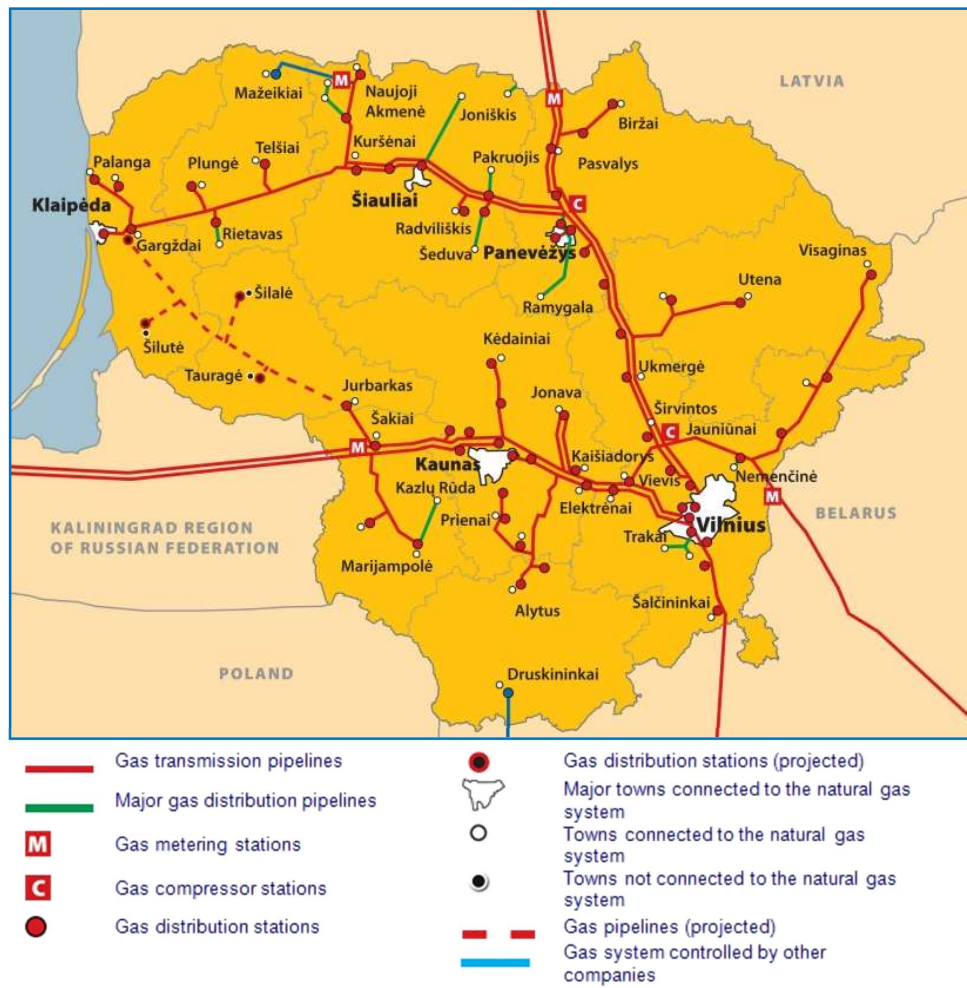 LATVIA
M
M
Mažeikiai
Naujoji
Akmenė
Joniškis
Biržai
Palanga
Plungė
Telšiai
Kuršėnai
Pakruojis
Pasvalys
Klaipėda
Šiauliai
C
Gargždai
Rietavas
Radviliškis
Šeduva
Panevėžys
Visaginas
Utena
Ramygala
Šilalė
Šilutė
Kėdainiai
Tauragė
Jurbarkas
Jonava
Ukmergė
Šakiai
Širvintos
Jauniūnai
M
C
Kaunas
Kaišiadorys
Vievis
Nemenčinė
M
Kazlų Rūda
Elektrėnai
KALININGRAD REGION
OF RUSSIAN FEDERATION
Prienai
Vilnius
BELARUS
Trakai
Marijampolė
Alytus
Šalčininkai
POLAND
Druskininkai
Gas transmission pipelines
Major gas distribution pipelines
M Gas metering stations
C Gas compressor stations
Gas distribution stations
Gas distribution stations (projected)
Major towns connected to the natural gas
system
Towns connected to the natural gas
system
Towns not connected to the natural gas
system
Gas pipelines (projected)
Gas system controlled by other
companies